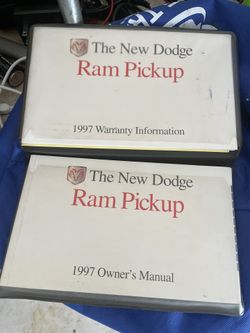 The New Dodge
Ram Pickup
1997 Warranty Information
The New Dodge
Ram Pickup
1997 Owner's Manual